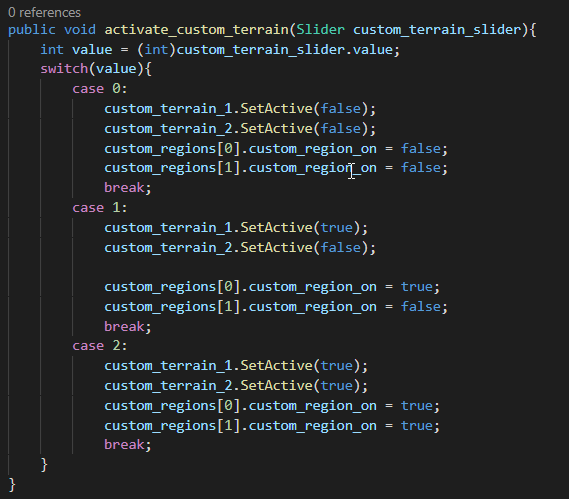 0 references
public void activate_custom_terrain(Slider custom_terrain_slider){
    int value = (int)custom_terrain_slider.value;
    switch(value){
        case 0:
            custom_terrain_1.SetActive(false);
            custom_terrain_2.SetActive(false);
            custom_regions[0].custom_region_on = false;
            custom_regions[1].custom_region_on = false;
            break;
        case 1:
            custom_terrain_1.SetActive(true);
            custom_terrain_2.SetActive(false);

            custom_regions[0].custom_region_on = true;
            custom_regions[1].custom_region_on = false;
            break;
        case 2:
            custom_terrain_1.SetActive(true);
            custom_terrain_2.SetActive(true);
            custom_regions[0].custom_region_on = true;
            custom_regions[1].custom_region_on = true;
            break;
    }
}